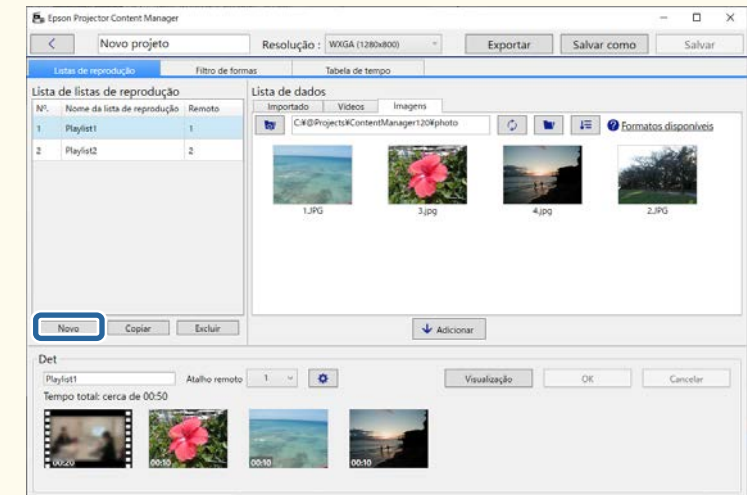 Epson Projector Content Manager
Novo projeto Resolução : WXGA (1280x800) Exportar Salvar como Salvar
Listas de reprodução Filtro de formas Tabela de tempo
Lista de listas de reprodução Lista de dados
Nº. Nome da lista de reprodução Remoto Importado Vídeos Imagens
1 Playlist1 1 C:¥@Projects¥ContentManager120¥photo Formatos disponíveis
2 Playlist2 2
1.JPG 3.jpg 4.jpg 2.JPG
Novo Copiar Excluir Adicionar
Det
Playlist1 Atalho remoto 1 Visualização OK Cancelar
Tempo total: cerca de 00:50
00:20 00:10 00:10 00:10